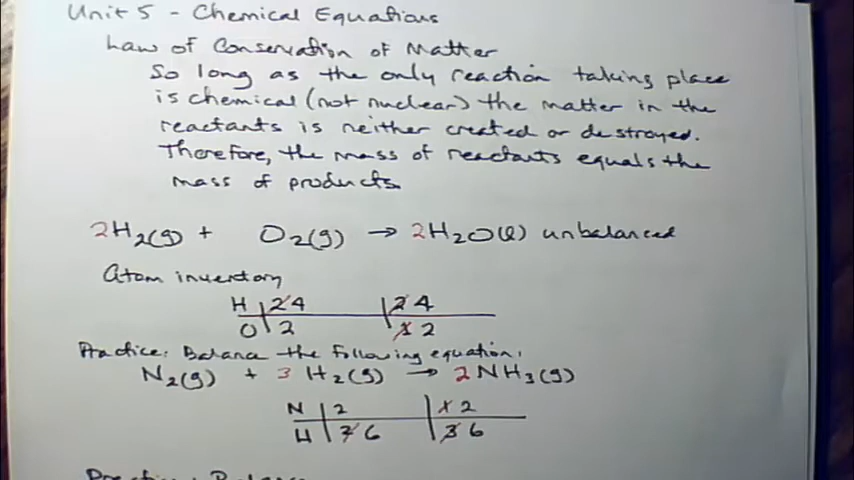 Unit 5 - Chemical Equations
Law of Conservation of Matter
So long as the only reaction taking place
is chemical (not nuclear) the matter in the
reactants is neither created or destroyed.
Therefore, the mass of reactants equals the
mass of products.
2H₂(g) + O₂(g) → 2H₂O(l) unbalanced
Atom inventory
H 2 4 2 4
O 2 1 2
Practice: Balance the following equation:
N₂(g) + 3 H₂(g) → 2NH₃(g)
N 2 1 2
H 2 6 3 6
Practice: Balance